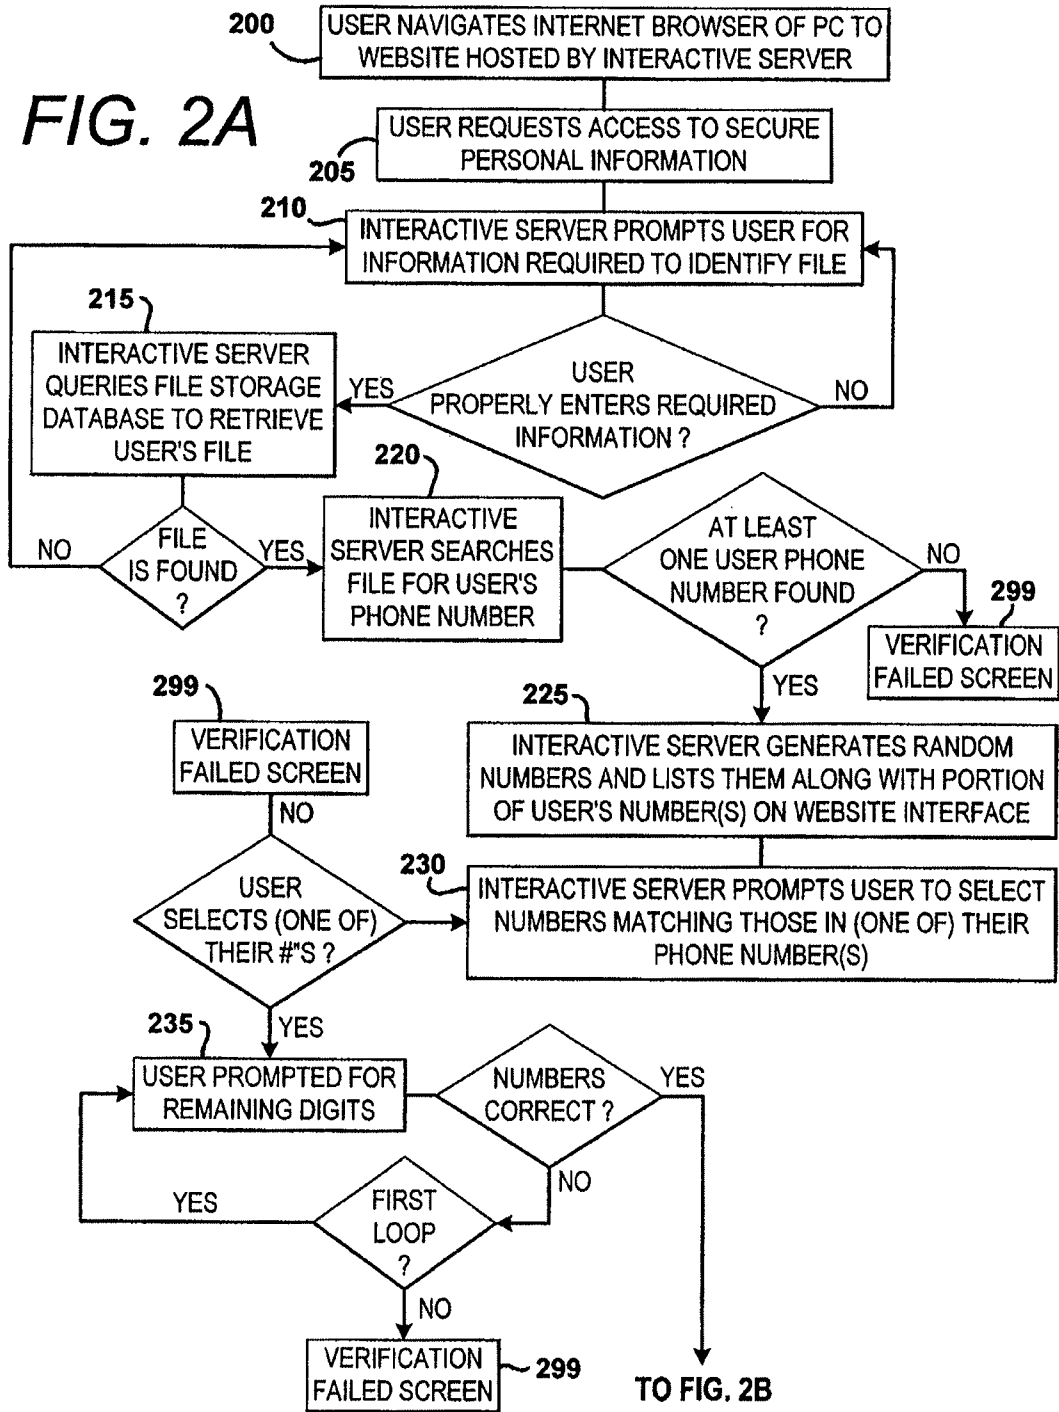 200
USER NAVIGATES INTERNET BROWSER OF PC TO
WEBSITE HOSTED BY INTERACTIVE SERVER
FIG. 2A
USER REQUESTS ACCESS TO SECURE
PERSONAL INFORMATION
205
210
INTERACTIVE SERVER PROMPTS USER FOR
INFORMATION REQUIRED TO IDENTIFY FILE
215
INTERACTIVE SERVER
QUERIES FILE STORAGE
DATABASE TO RETRIEVE
USER'S FILE
YES
USER
PROPERLY ENTERS REQUIRED
INFORMATION ?
NO
220
NO
FILE
IS FOUND
?
YES
INTERACTIVE
SERVER SEARCHES
FILE FOR USER'S
PHONE NUMBER
AT LEAST
ONE USER PHONE
NUMBER FOUND
?
NO
299
VERIFICATION
FAILED SCREEN
YES
299
VERIFICATION
FAILED SCREEN
NO
225
INTERACTIVE SERVER GENERATES RANDOM
NUMBERS AND LISTS THEM ALONG WITH PORTION
OF USER'S NUMBER(S) ON WEBSITE INTERFACE
230
INTERACTIVE SERVER PROMPTS USER TO SELECT
NUMBERS MATCHING THOSE IN (ONE OF) THEIR
PHONE NUMBER(S)
USER
SELECTS (ONE OF)
THEIR #"S ?
YES
235
USER PROMPTED FOR
REMAINING DIGITS
NUMBERS
CORRECT ?
YES
NO
YES
FIRST
LOOP
?
NO
VERIFICATION
FAILED SCREEN
299
TO FIG. 2B